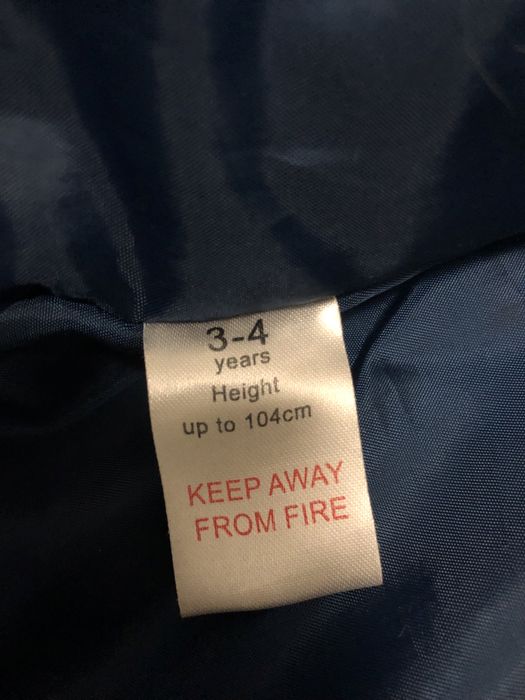 3-4
years
Height
up to 104cm
KEEP AWAY
FROM FIRE